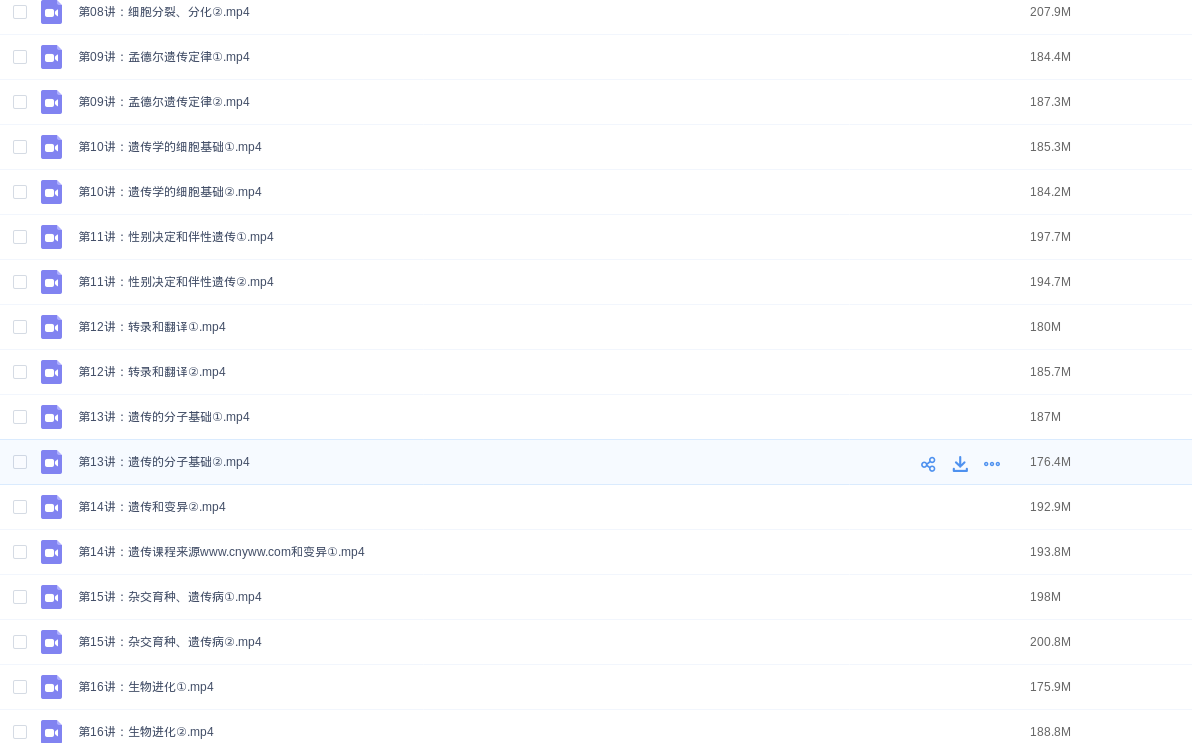 第08讲：细胞分裂、分化②.mp4 207.9M
第09讲：孟德尔遗传定律①.mp4 184.4M
第09讲：孟德尔遗传定律②.mp4 187.3M
第10讲：遗传学的细胞基础①.mp4 185.3M
第10讲：遗传学的细胞基础②.mp4 184.2M
第11讲：性别决定和伴性遗传①.mp4 197.7M
第11讲：性别决定和伴性遗传②.mp4 194.7M
第12讲：转录和翻译①.mp4 180M
第12讲：转录和翻译②.mp4 185.7M
第13讲：遗传的分子基础①.mp4 187M
第13讲：遗传的分子基础②.mp4 176.4M
第14讲：遗传和变异②.mp4 192.9M
第14讲：遗传课程来源www.cnyww.com和变异①.mp4 193.8M
第15讲：杂交育种、遗传病①.mp4 198M
第15讲：杂交育种、遗传病②.mp4 200.8M
第16讲：生物进化①.mp4 175.9M
第16讲：生物进化②.mp4 188.8M